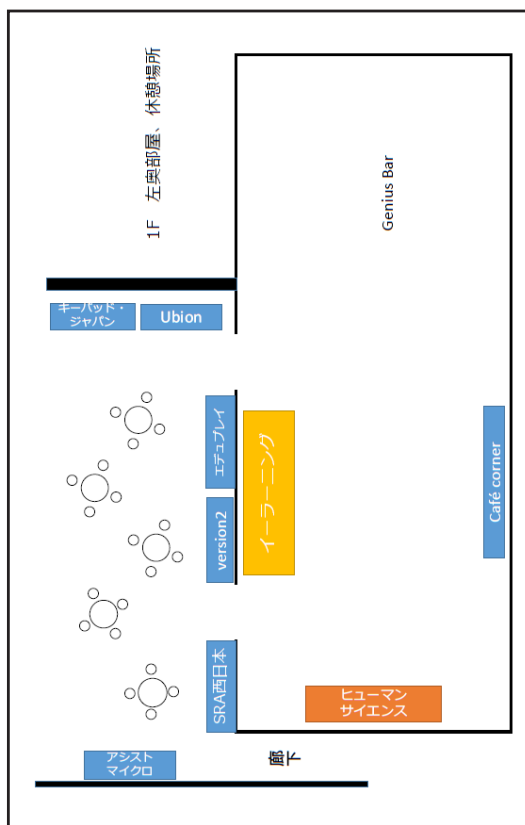 1F 左奥部屋、休憩場所
Genius Bar
キーパッド・
ジャパン
Ubion
エデュプレイ
イーラーニング
version2
Café corner
SRA西日本
ヒューマン
サイエンス
アシスト
マイクロ
廊下